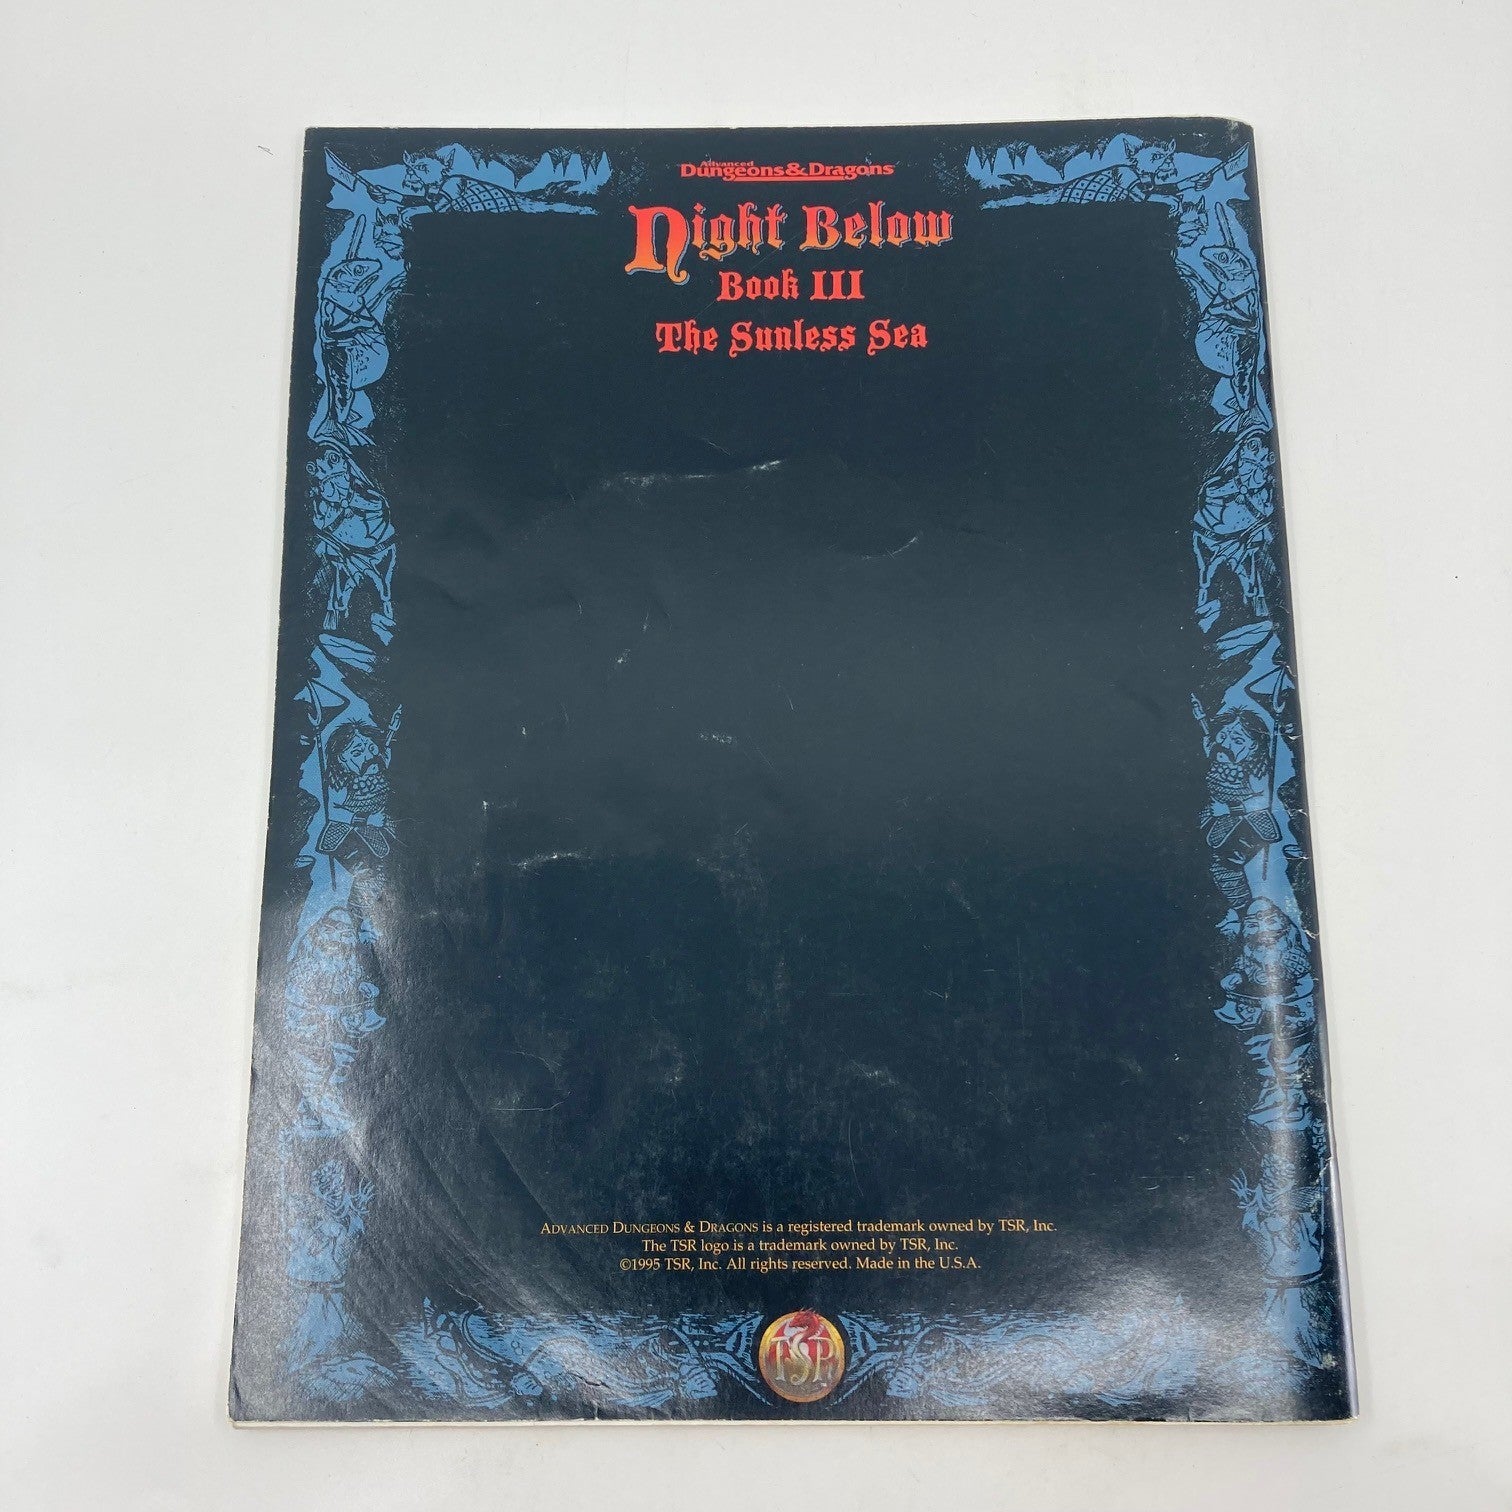 Advanced
Dungeons & Dragons
Night Below
Book III
The Sunless Sea
ADVANCED DUNGEONS & DRAGONS is a registered trademark owned by TSR, Inc.
The TSR logo is a trademark owned by TSR, Inc.
©1995 TSR, Inc. All rights reserved. Made in the U.S.A.
TSR